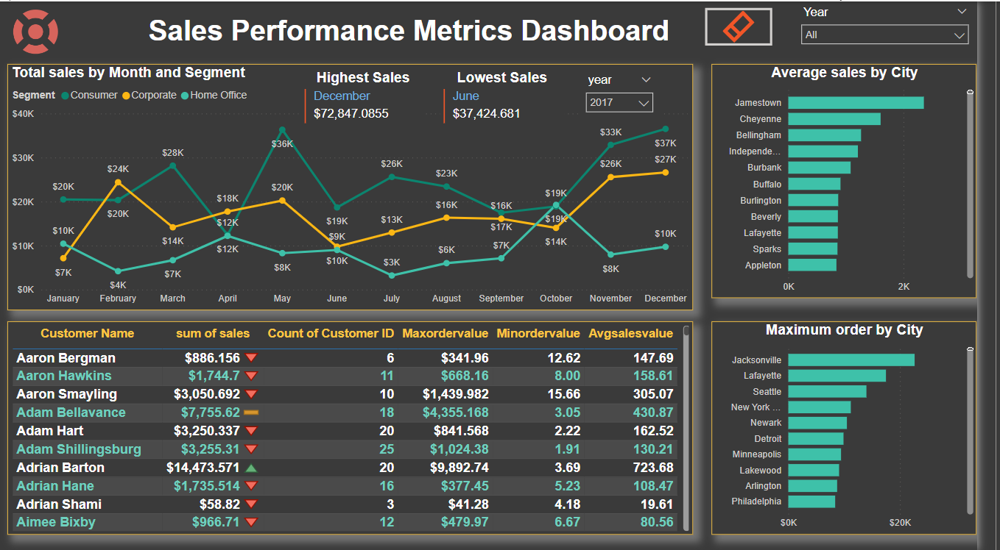 Sales Performance Metrics Dashboard
Year
All
Total sales by Month and Segment
Segment Consumer Corporate Home Office
Highest Sales
December
$72,847.0855
Lowest Sales
June
$37,424.681
year
2017
$40K
$30K
$20K
$10K
$0K
$20K
$24K
$28K
$18K
$36K
$20K
$26K
$23K
$16K
$19K
$33K
$37K
$26K
$27K
$10K
$20K
$14K
$12K
$12K
$19K
$9K
$10K
$13K
$16K
$17K
$7K
$19K
$14K
$7K
$4K
$7K
$8K
$3K
$6K
$8K
$10K
January February March April May June July August September October November December
Average sales by City
Jamestown
Cheyenne
Bellingham
Independe...
Burbank
Buffalo
Burlington
Beverly
Lafayette
Sparks
Appleton
0K 2K
Customer Name sum of sales Count of Customer ID Maxordervalue Minordervalue Avgsalesvalue
Aaron Bergman $886.156 6 $341.96 12.62 147.69
Aaron Hawkins $1,744.7 11 $668.16 8.00 158.61
Aaron Smayling $3,050.692 10 $1,439.982 15.66 305.07
Adam Bellavance $7,755.62 18 $4,355.168 3.05 430.87
Adam Hart $3,250.337 20 $841.568 2.22 162.52
Adam Shillingsburg $3,255.31 25 $1,024.38 1.91 130.21
Adrian Barton $14,473.571 20 $9,892.74 3.69 723.68
Adrian Hane $1,735.514 16 $377.45 5.23 108.47
Adrian Shami $58.82 3 $41.28 4.18 19.61
Aimee Bixby $966.71 12 $479.97 6.67 80.56
Maximum order by City
Jacksonville
Lafayette
Seattle
New York ...
Newark
Detroit
Minneapolis
Lakewood
Arlington
Philadelphia
$0K $20K